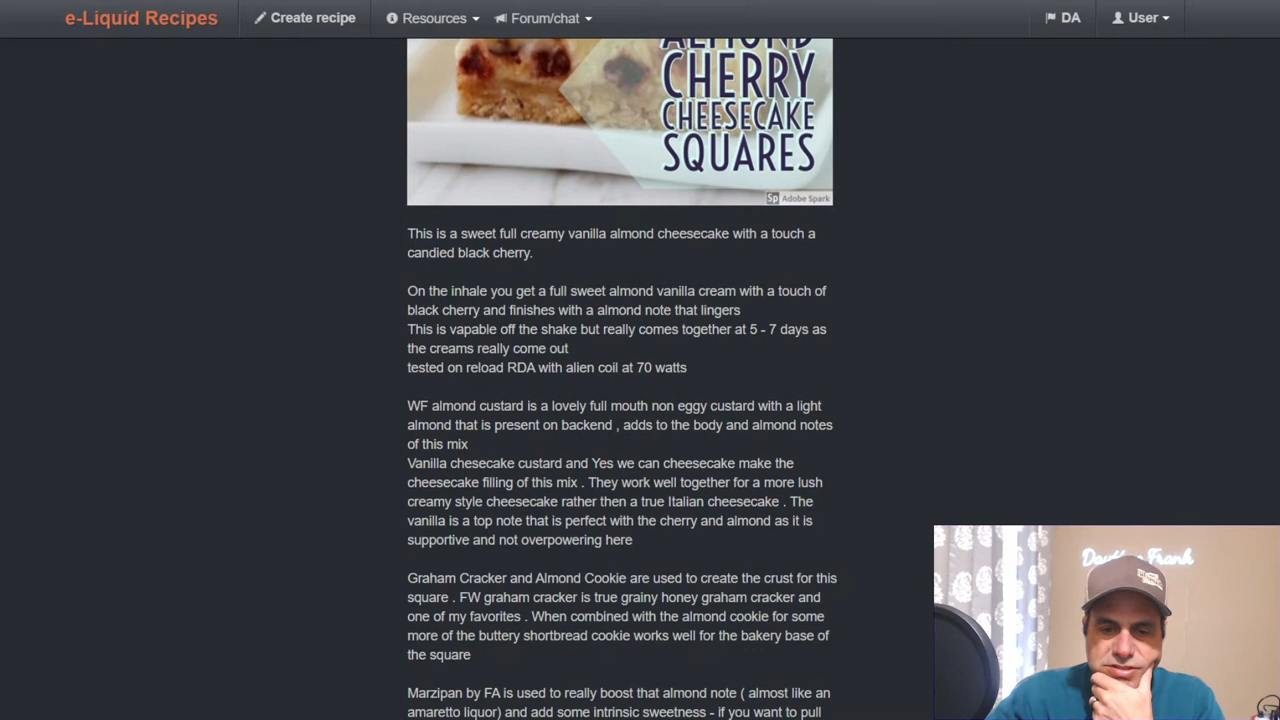 e-Liquid Recipes
Create recipe
Resources
Forum/chat
DA
User
ALMOND
CHERRY
CHEESECAKE
SQUARES
Sp Adobe Spark
This is a sweet full creamy vanilla almond cheesecake with a touch a
candied black cherry.
On the inhale you get a full sweet almond vanilla cream with a touch of
black cherry and finishes with a almond note that lingers
This is vapable off the shake but really comes together at 5 - 7 days as
the creams really come out
tested on reload RDA with alien coil at 70 watts
WF almond custard is a lovely full mouth non eggy custard with a light
almond that is present on backend , adds to the body and almond notes
of this mix
Vanilla chesecake custard and Yes we can cheesecake make the
cheesecake filling of this mix . They work well together for a more lush
creamy style cheesecake rather then a true Italian cheesecake . The
vanilla is a top note that is perfect with the cherry and almond as it is
supportive and not overpowering here
Graham Cracker and Almond Cookie are used to create the crust for this
square . FW graham cracker is true grainy honey graham cracker and
one of my favorites . When combined with the almond cookie for some
more of the buttery shortbread cookie works well for the bakery base of
the square
Marzipan by FA is used to really boost that almond note ( almost like an
amaretto liquor) and add some intrinsic sweetness - if you want to pull
Frank